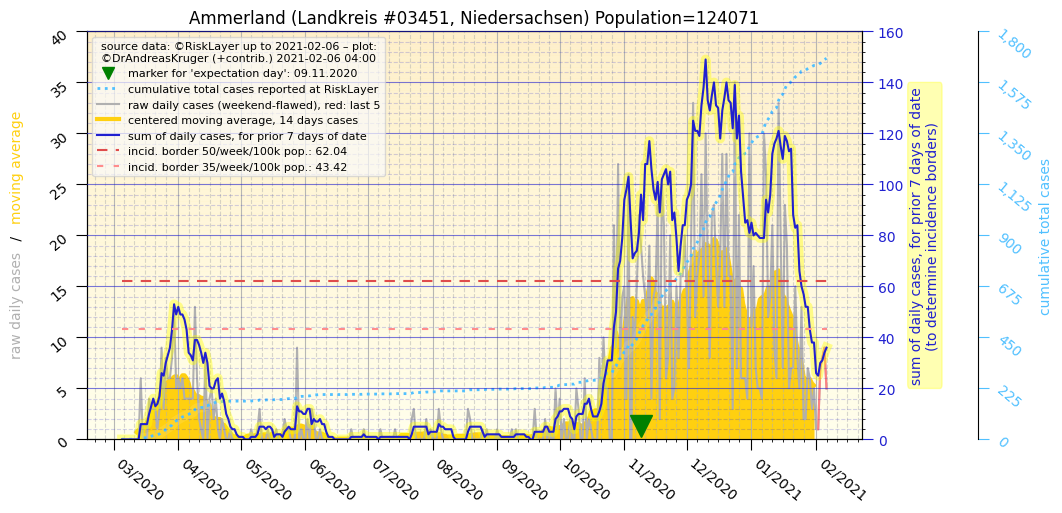 Ammerland (Landkreis #03451, Niedersachsen) Population=124071
source data: ©RiskLayer up to 2021-02-06 – plot:
©DrAndreasKruger (+contrib.) 2021-02-06 04:00
marker for 'expectation day': 09.11.2020
cumulative total cases reported at RiskLayer
raw daily cases (weekend-flawed), red: last 5
centered moving average, 14 days cases
sum of daily cases, for prior 7 days of date
incid. border 50/week/100k pop.: 62.04
incid. border 35/week/100k pop.: 43.42
raw daily cases / moving average
40
35
30
25
20
15
10
5
0
03/2020
04/2020
05/2020
06/2020
07/2020
08/2020
09/2020
10/2020
11/2020
12/2020
01/2021
02/2021
160
140
120
100
80
60
40
20
0
sum of daily cases, for prior 7 days of date
(to determine incidence borders)
1,800
1,575
1,350
1,125
900
675
450
225
0
cumulative total cases